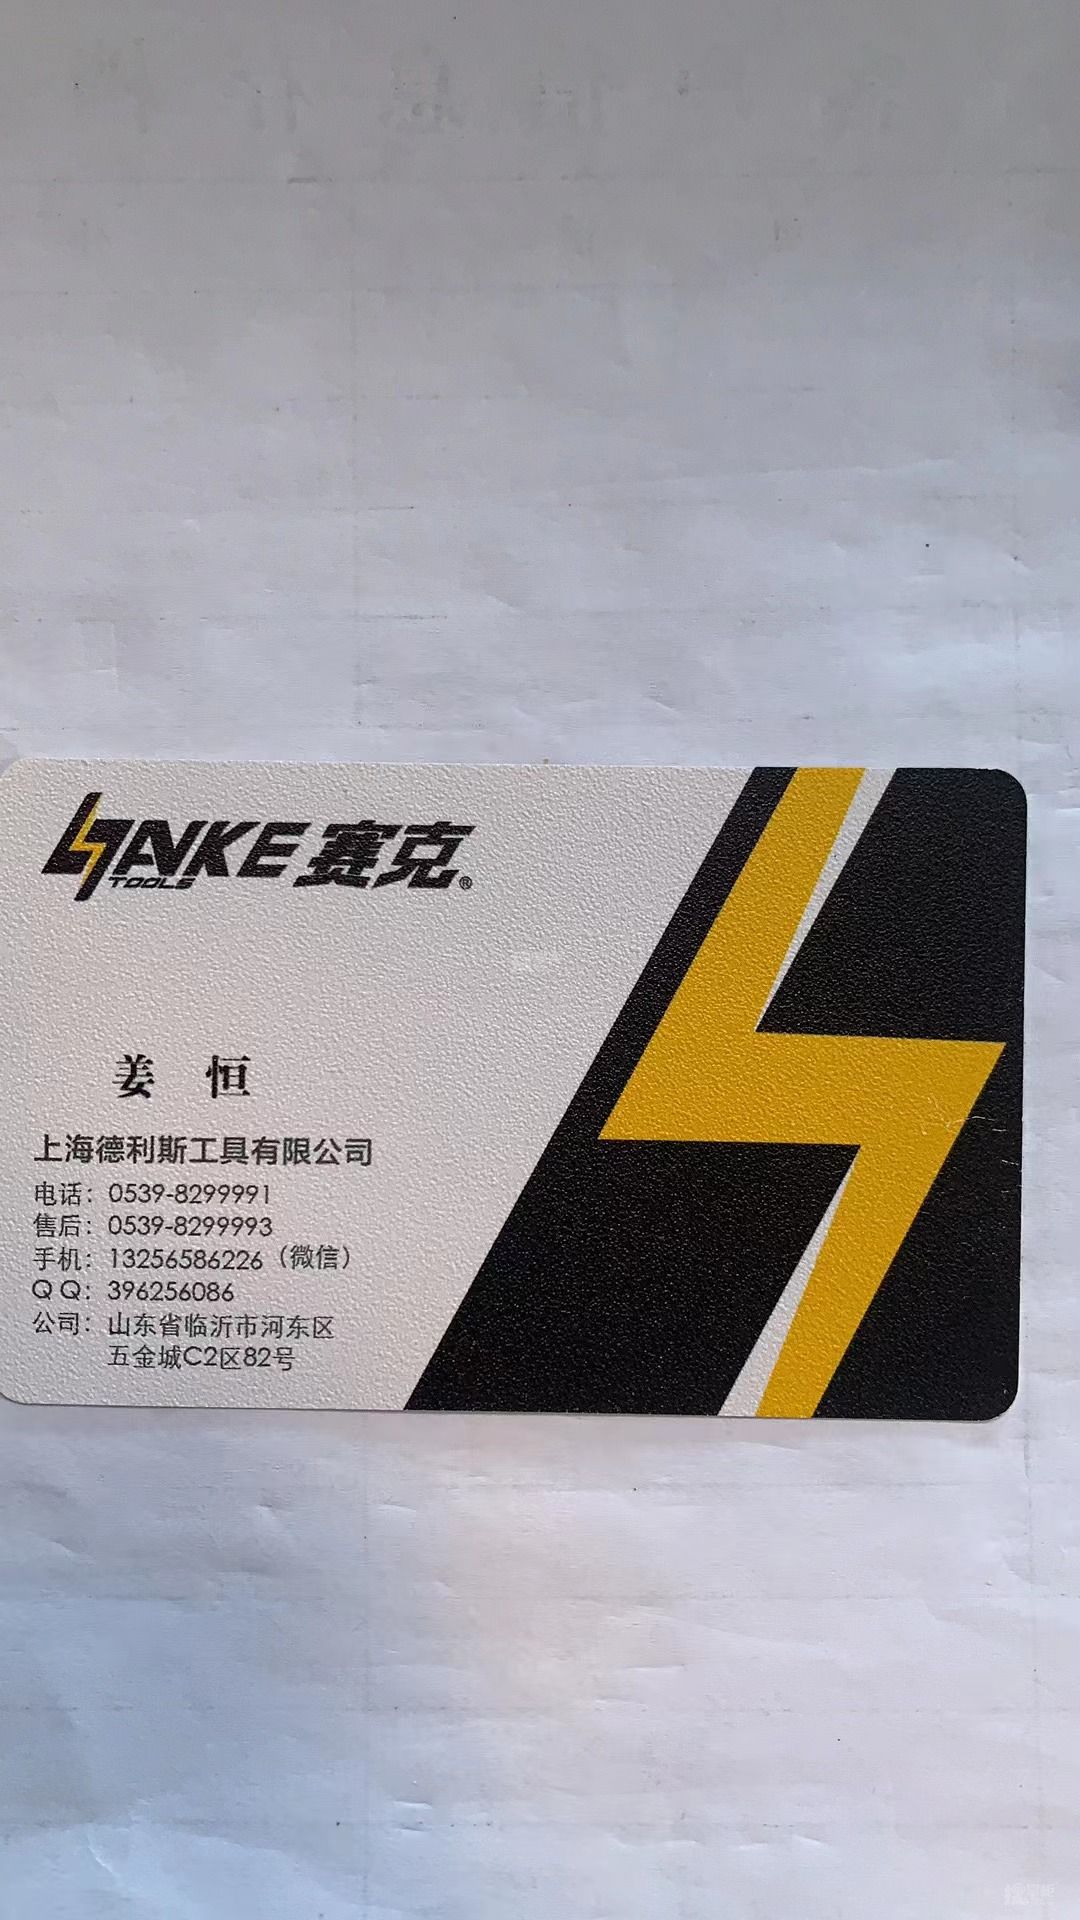 SANKE 赛克®
TOOLS
姜 恒
上海德利斯工具有限公司
电话：0539-8299991
售后：0539-8299993
手机：13256586226（微信）
Q Q：396256086
公司：山东省临沂市河东区
五金城C2区82号